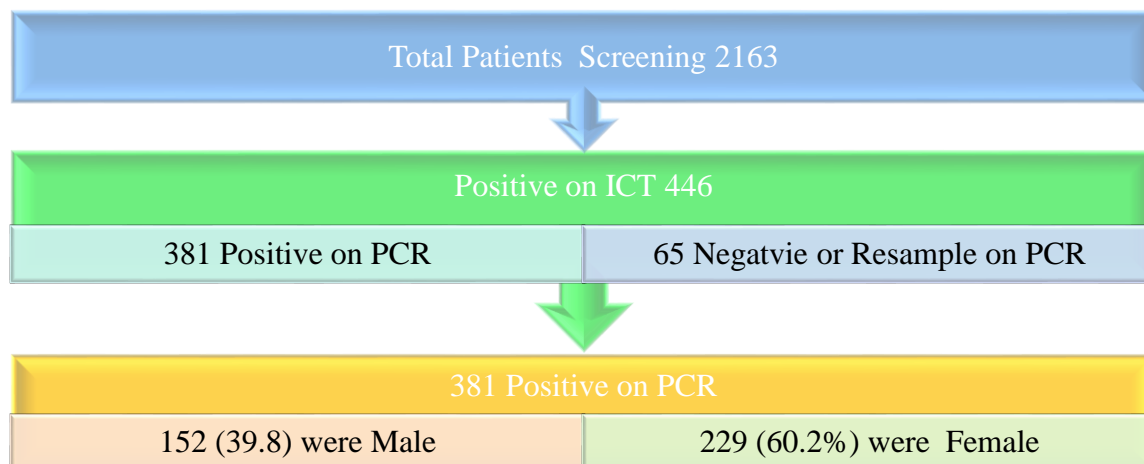 Total Patients Screening 2163
Positive on ICT 446
381 Positive on PCR
65 Negatvie or Resample on PCR
381 Positive on PCR
152 (39.8) were Male
229 (60.2%) were Female